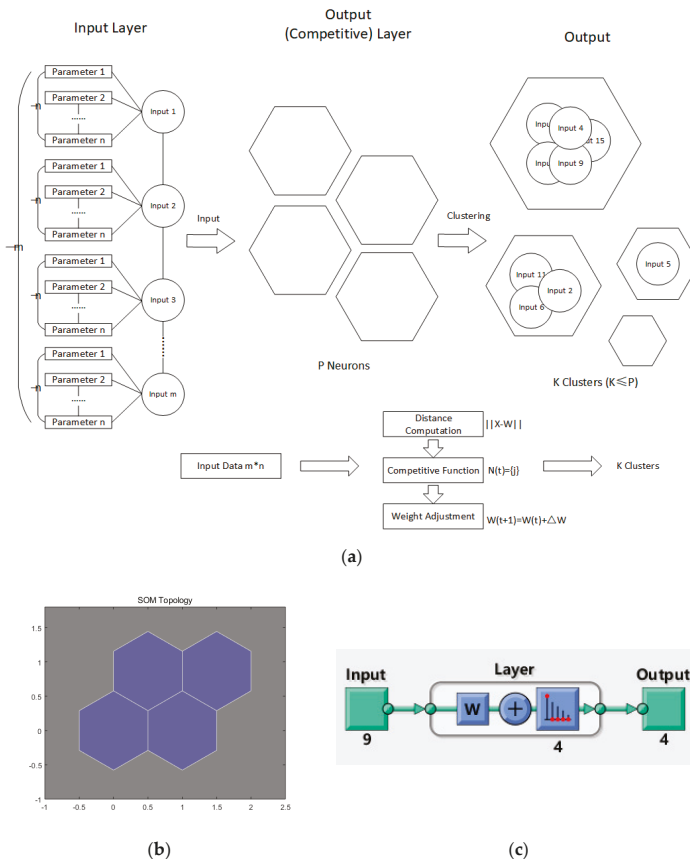 Input Layer
Output
(Competitive) Layer
Output
Parameter 1
Parameter 2
......
Parameter n
n
Input 1
Parameter 1
Parameter 2
......
Parameter n
n
Input 2
Parameter 1
Parameter 2
......
Parameter n
n
Input 3
Parameter 1
Parameter 2
......
Parameter n
n
Input m
m
Input
P Neurons
Clustering
Input 4
Input 9
15
Input 11
Input 2
Input 6
Input 5
K Clusters (K≤P)
Input Data m*n
Distance
Computation
||X-W||
Competitive Function
N(t)={j}
Weight Adjustment
W(t+1)=W(t)+△W
K Clusters
(a)
SOM Topology
1.5
1
0.5
0
-0.5
-1
-1
-0.5
0
0.5
1
1.5
2
2.5
(b)
Input
9
Layer
W
+
4
Output
4
(c)